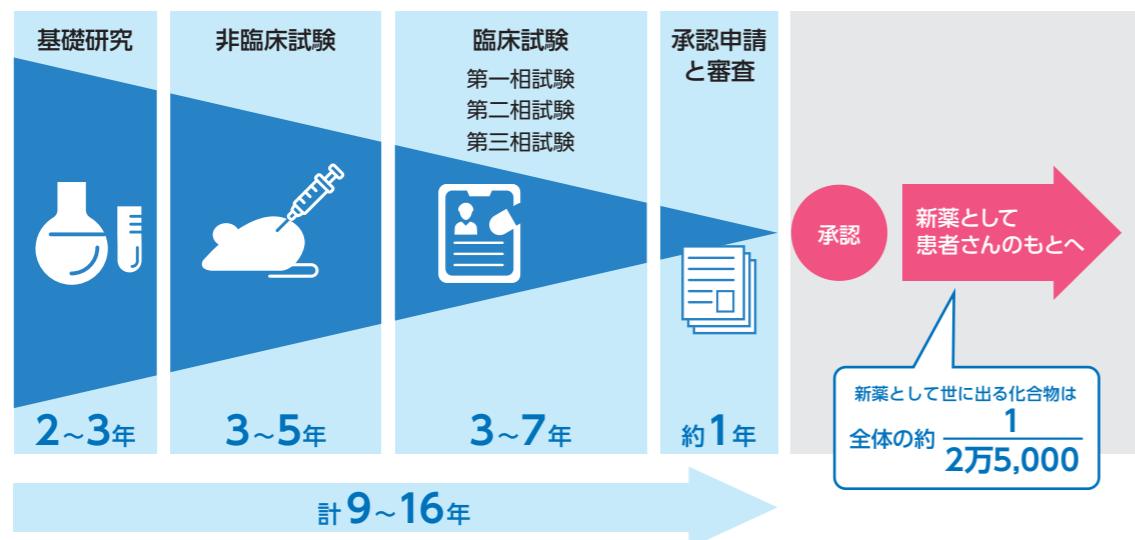 基礎研究
2～3年
非臨床試験
3～5年
臨床試験
第一相試験
第二相試験
第三相試験
3～7年
承認申請
と審査
約1年
承認
新薬として
患者さんのもとへ
新薬として世に出る化合物は
全体の約
1
2万5,000
計9～16年